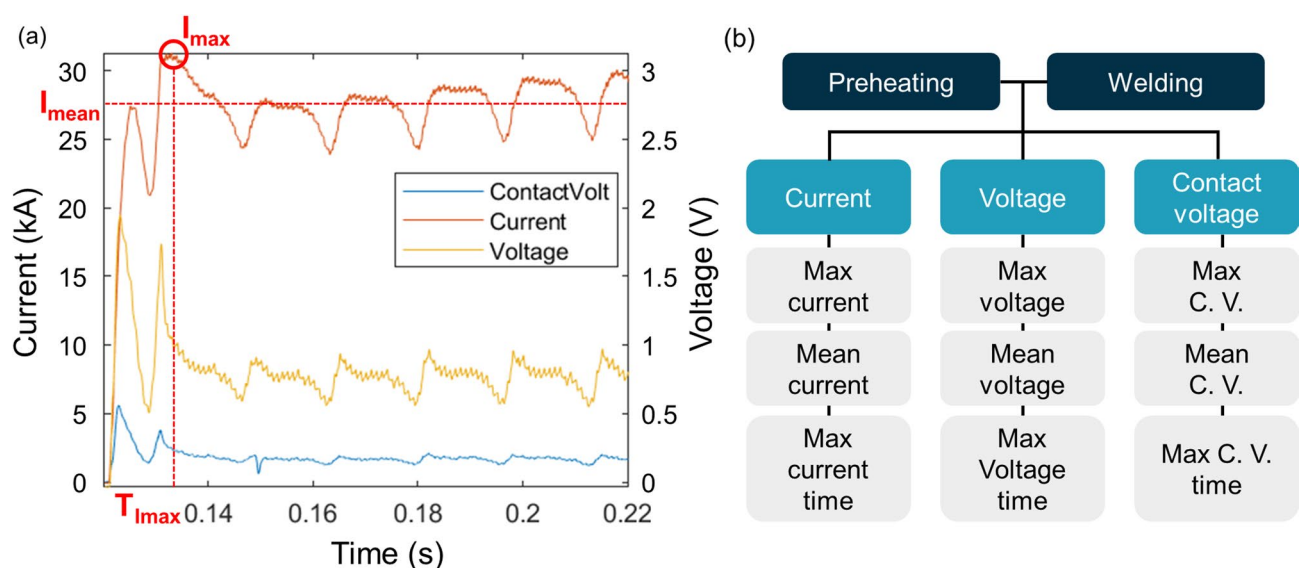 (a)
I max
30
I mean
25
20
15
10
5
0
Current (kA)
ContactVolt
Current
Voltage
3
2.5
2
1.5
1
0.5
0
Voltage (V)
T Imax
0.14
0.16
0.18
0.2
0.22
Time (s)
(b)
Preheating
Welding
Current
Voltage
Contact
voltage
Max
current
Max
voltage
Max
C. V.
Mean
current
Mean
voltage
Mean
C. V.
Max
current
time
Max
Voltage
time
Max C. V.
time